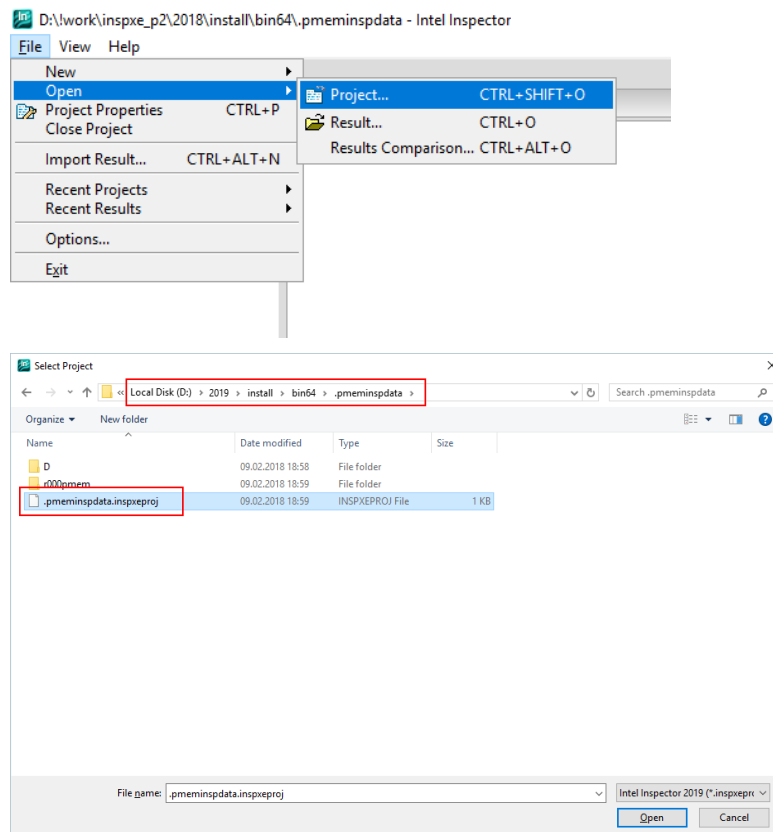 D:\!work\inspxe_p2\2018\install\bin64\.pmeminspdata - Intel Inspector
File View Help
New
Open
Project Properties CTRL+P
Close Project
Import Result... CTRL+ALT+N
Recent Projects
Recent Results
Options...
Exit
Project... CTRL+SHIFT+O
Result... CTRL+O
Results Comparison... CTRL+ALT+O
Select Project
« Local Disk (D:) › 2019 › install › bin64 › .pmeminspdata › Search .pmeminspdata
Organize New folder
Name Date modified Type Size
D 09.02.2018 18:58 File folder
r000pmem 09.02.2018 18:59 File folder
.pmeminspdata.inspxeproj 09.02.2018 18:59 INSPXEPROJ File 1 KB
File name: .pmeminspdata.inspxeproj Intel Inspector 2019 (*.inspxepro
Open Cancel